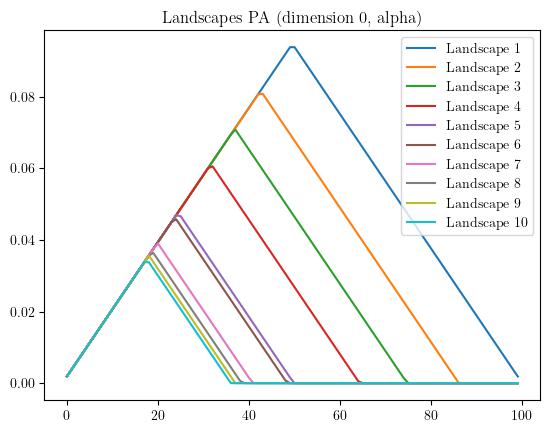 Landscapes PA (dimension 0, alpha)
Landscape 1
Landscape 2
Landscape 3
Landscape 4
Landscape 5
Landscape 6
Landscape 7
Landscape 8
Landscape 9
Landscape 10
0.08
0.06
0.04
0.02
0.00
0 20 40 60 80 100